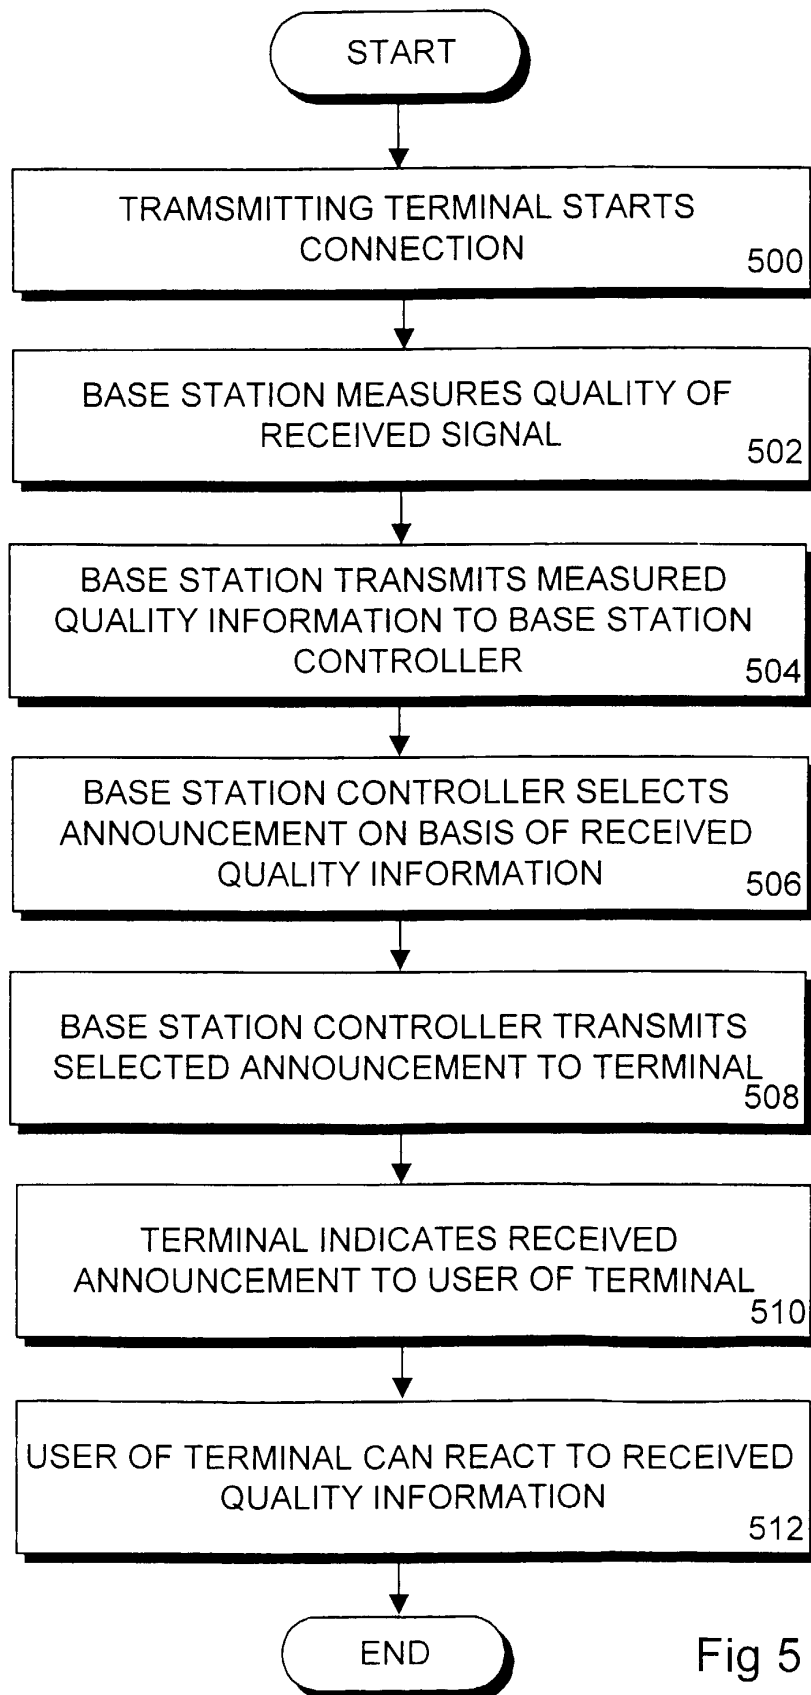 START
TRAMSMITTING TERMINAL STARTS
CONNECTION
500
BASE STATION MEASURES QUALITY OF
RECEIVED SIGNAL
502
BASE STATION TRANSMITS MEASURED
QUALITY INFORMATION TO BASE STATION
CONTROLLER
504
BASE STATION CONTROLLER SELECTS
ANNOUNCEMENT ON BASIS OF RECEIVED
QUALITY INFORMATION
506
BASE STATION CONTROLLER TRANSMITS
SELECTED ANNOUNCEMENT TO TERMINAL
508
TERMINAL INDICATES RECEIVED
ANNOUNCEMENT TO USER OF TERMINAL
510
USER OF TERMINAL CAN REACT TO RECEIVED
QUALITY INFORMATION
512
END
Fig 5